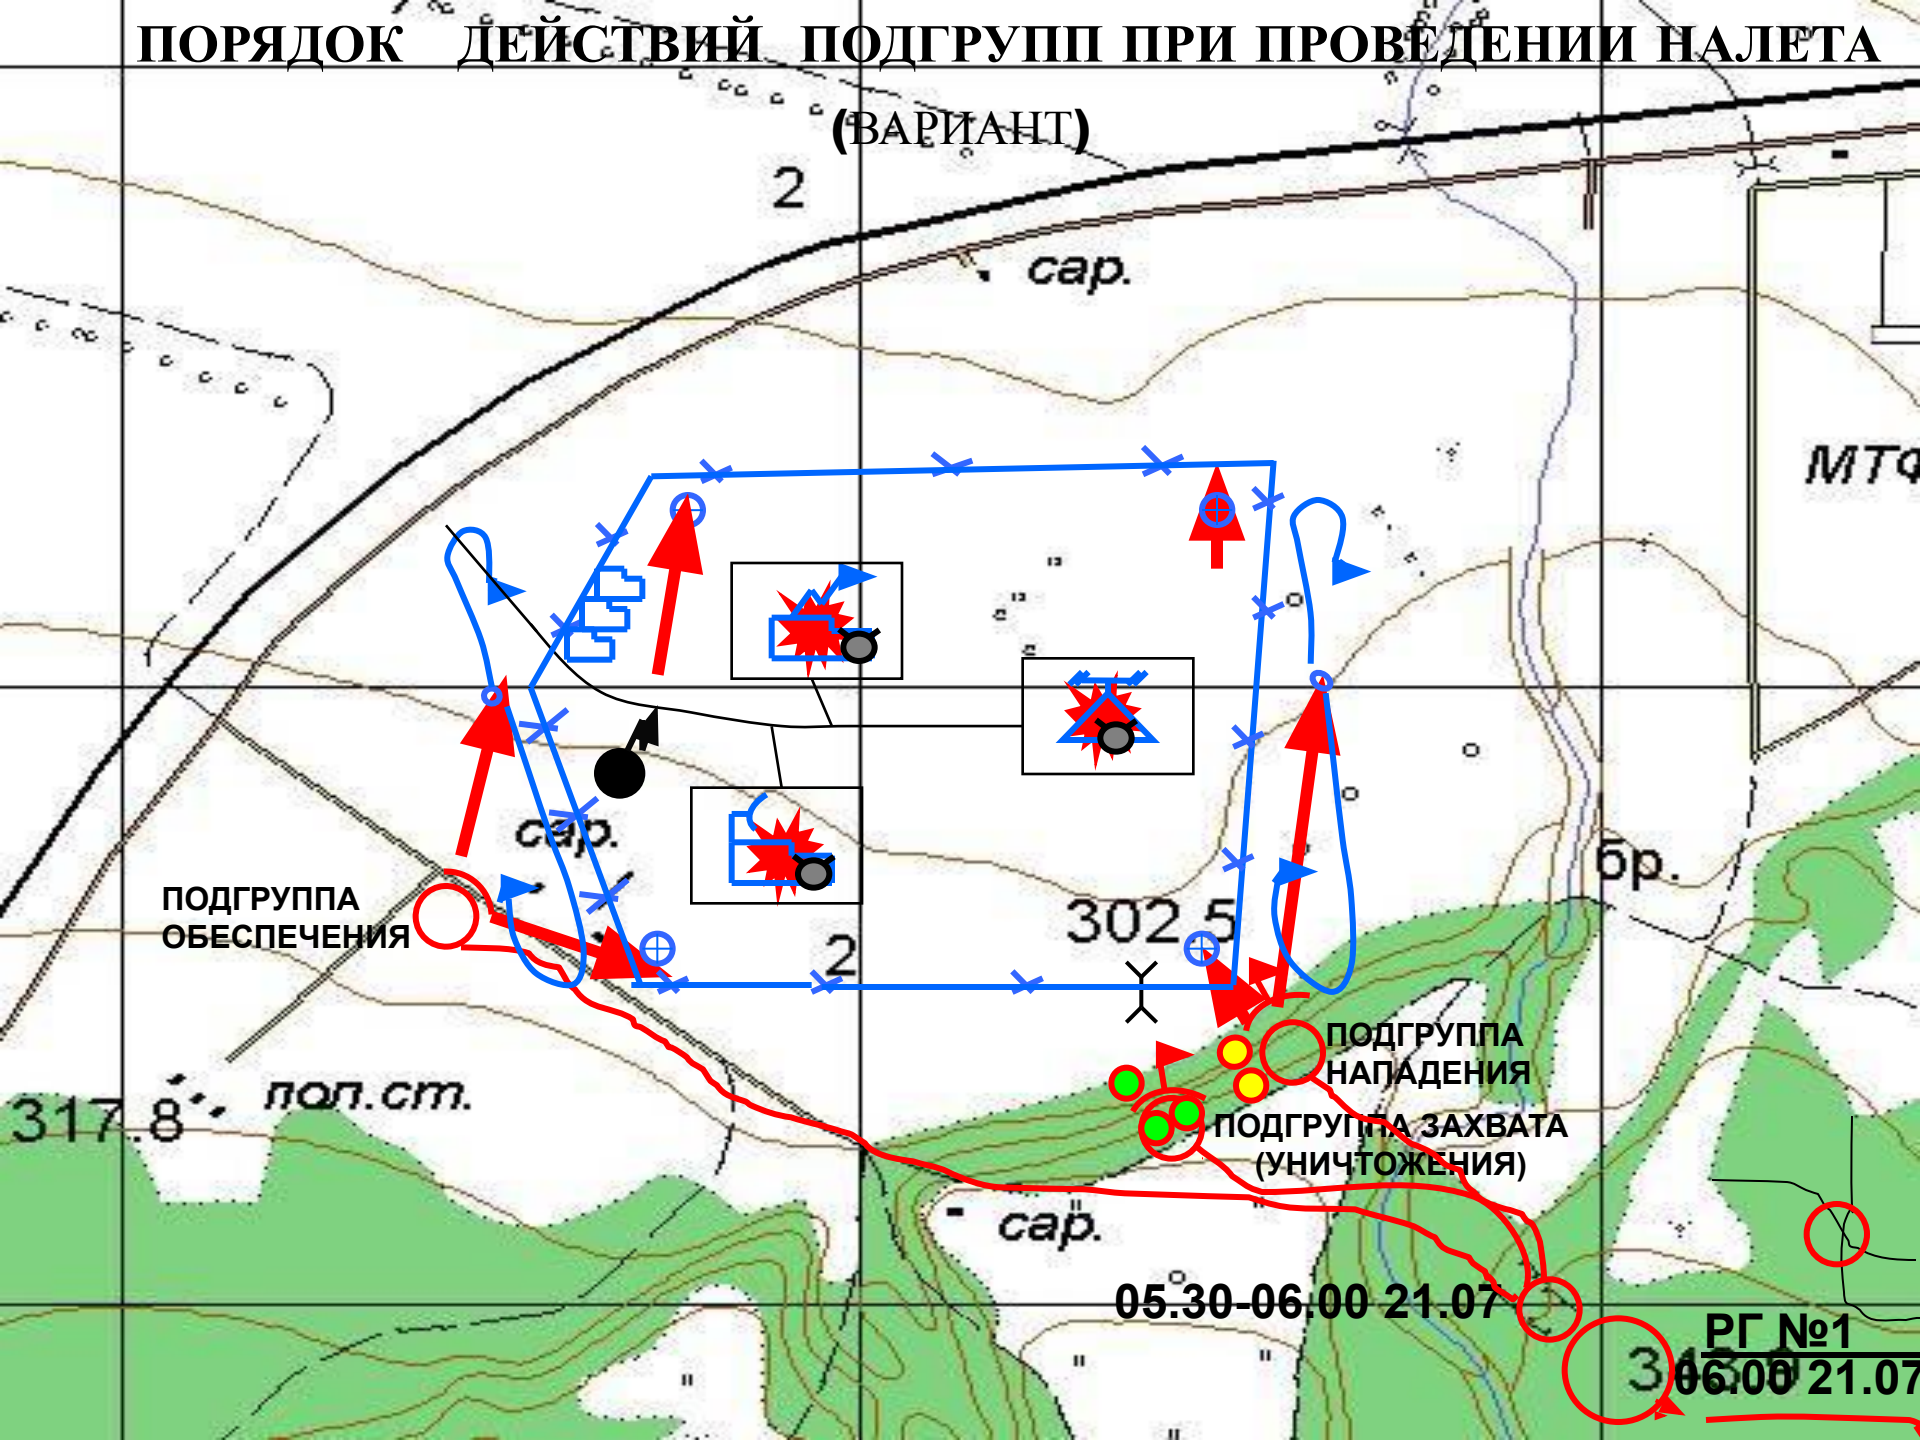 ПОРЯДОК ДЕЙСТВИЙ ПОДГРУПП ПРИ ПРОВЕДЕНИИ НАЛЕТА
(ВАРИАНТ)
2
сар.
МТФ
сар.
бр.
ПОДГРУППА
ОБЕСПЕЧЕНИЯ
302.5
2
ПОДГРУППА
НАПАДЕНИЯ
пол.ст.
317.8
ПОДГРУППА ЗАХВАТА
(УНИЧТОЖЕНИЯ)
сар.
05.30-06.00 21.07
РГ №1
06.00 21.07